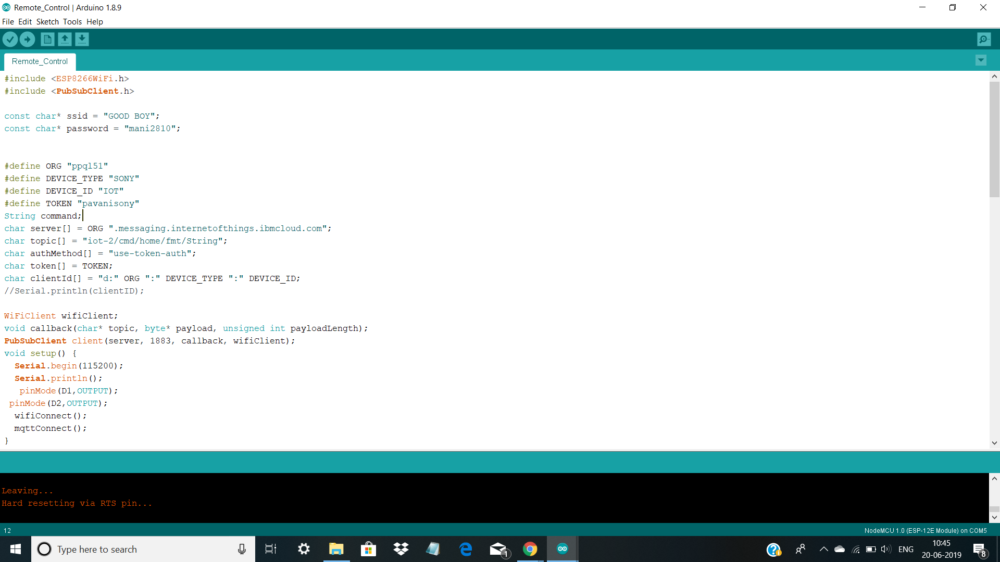 Remote_Control | Arduino 1.8.9
File Edit Sketch Tools Help
Remote_Control
#include <ESP8266WiFi.h>
#include <PubSubClient.h>
const char* ssid = "GOOD BOY";
const char* password = "mani2810";
#define ORG "ppql51"
#define DEVICE_TYPE "SONY"
#define DEVICE_ID "IOT"
#define TOKEN "pavanisony"
String command;
char server[] = ORG ".messaging.internetofthings.ibmcloud.com";
char topic[] = "iot-2/cmd/home/fmt/String";
char authMethod[] = "use-token-auth";
char token[] = TOKEN;
char clientId[] = "d:" ORG ":" DEVICE_TYPE ":" DEVICE_ID;
//Serial.println(clientID);
WiFiClient wifiClient;
void callback(char* topic, byte* payload, unsigned int payloadLength);
PubSubClient client(server, 1883, callback, wifiClient);
void setup() {
  Serial.begin(115200);
  Serial.println();
   pinMode(D1,OUTPUT);
 pinMode(D2,OUTPUT);
  wifiConnect();
  mqttConnect();
}
Leaving...
Hard resetting via RTS pin...
12
NodeMCU 1.0 (ESP-12E Module) on COM5
Type here to search
1
ENG
10:45
20-06-2019
8